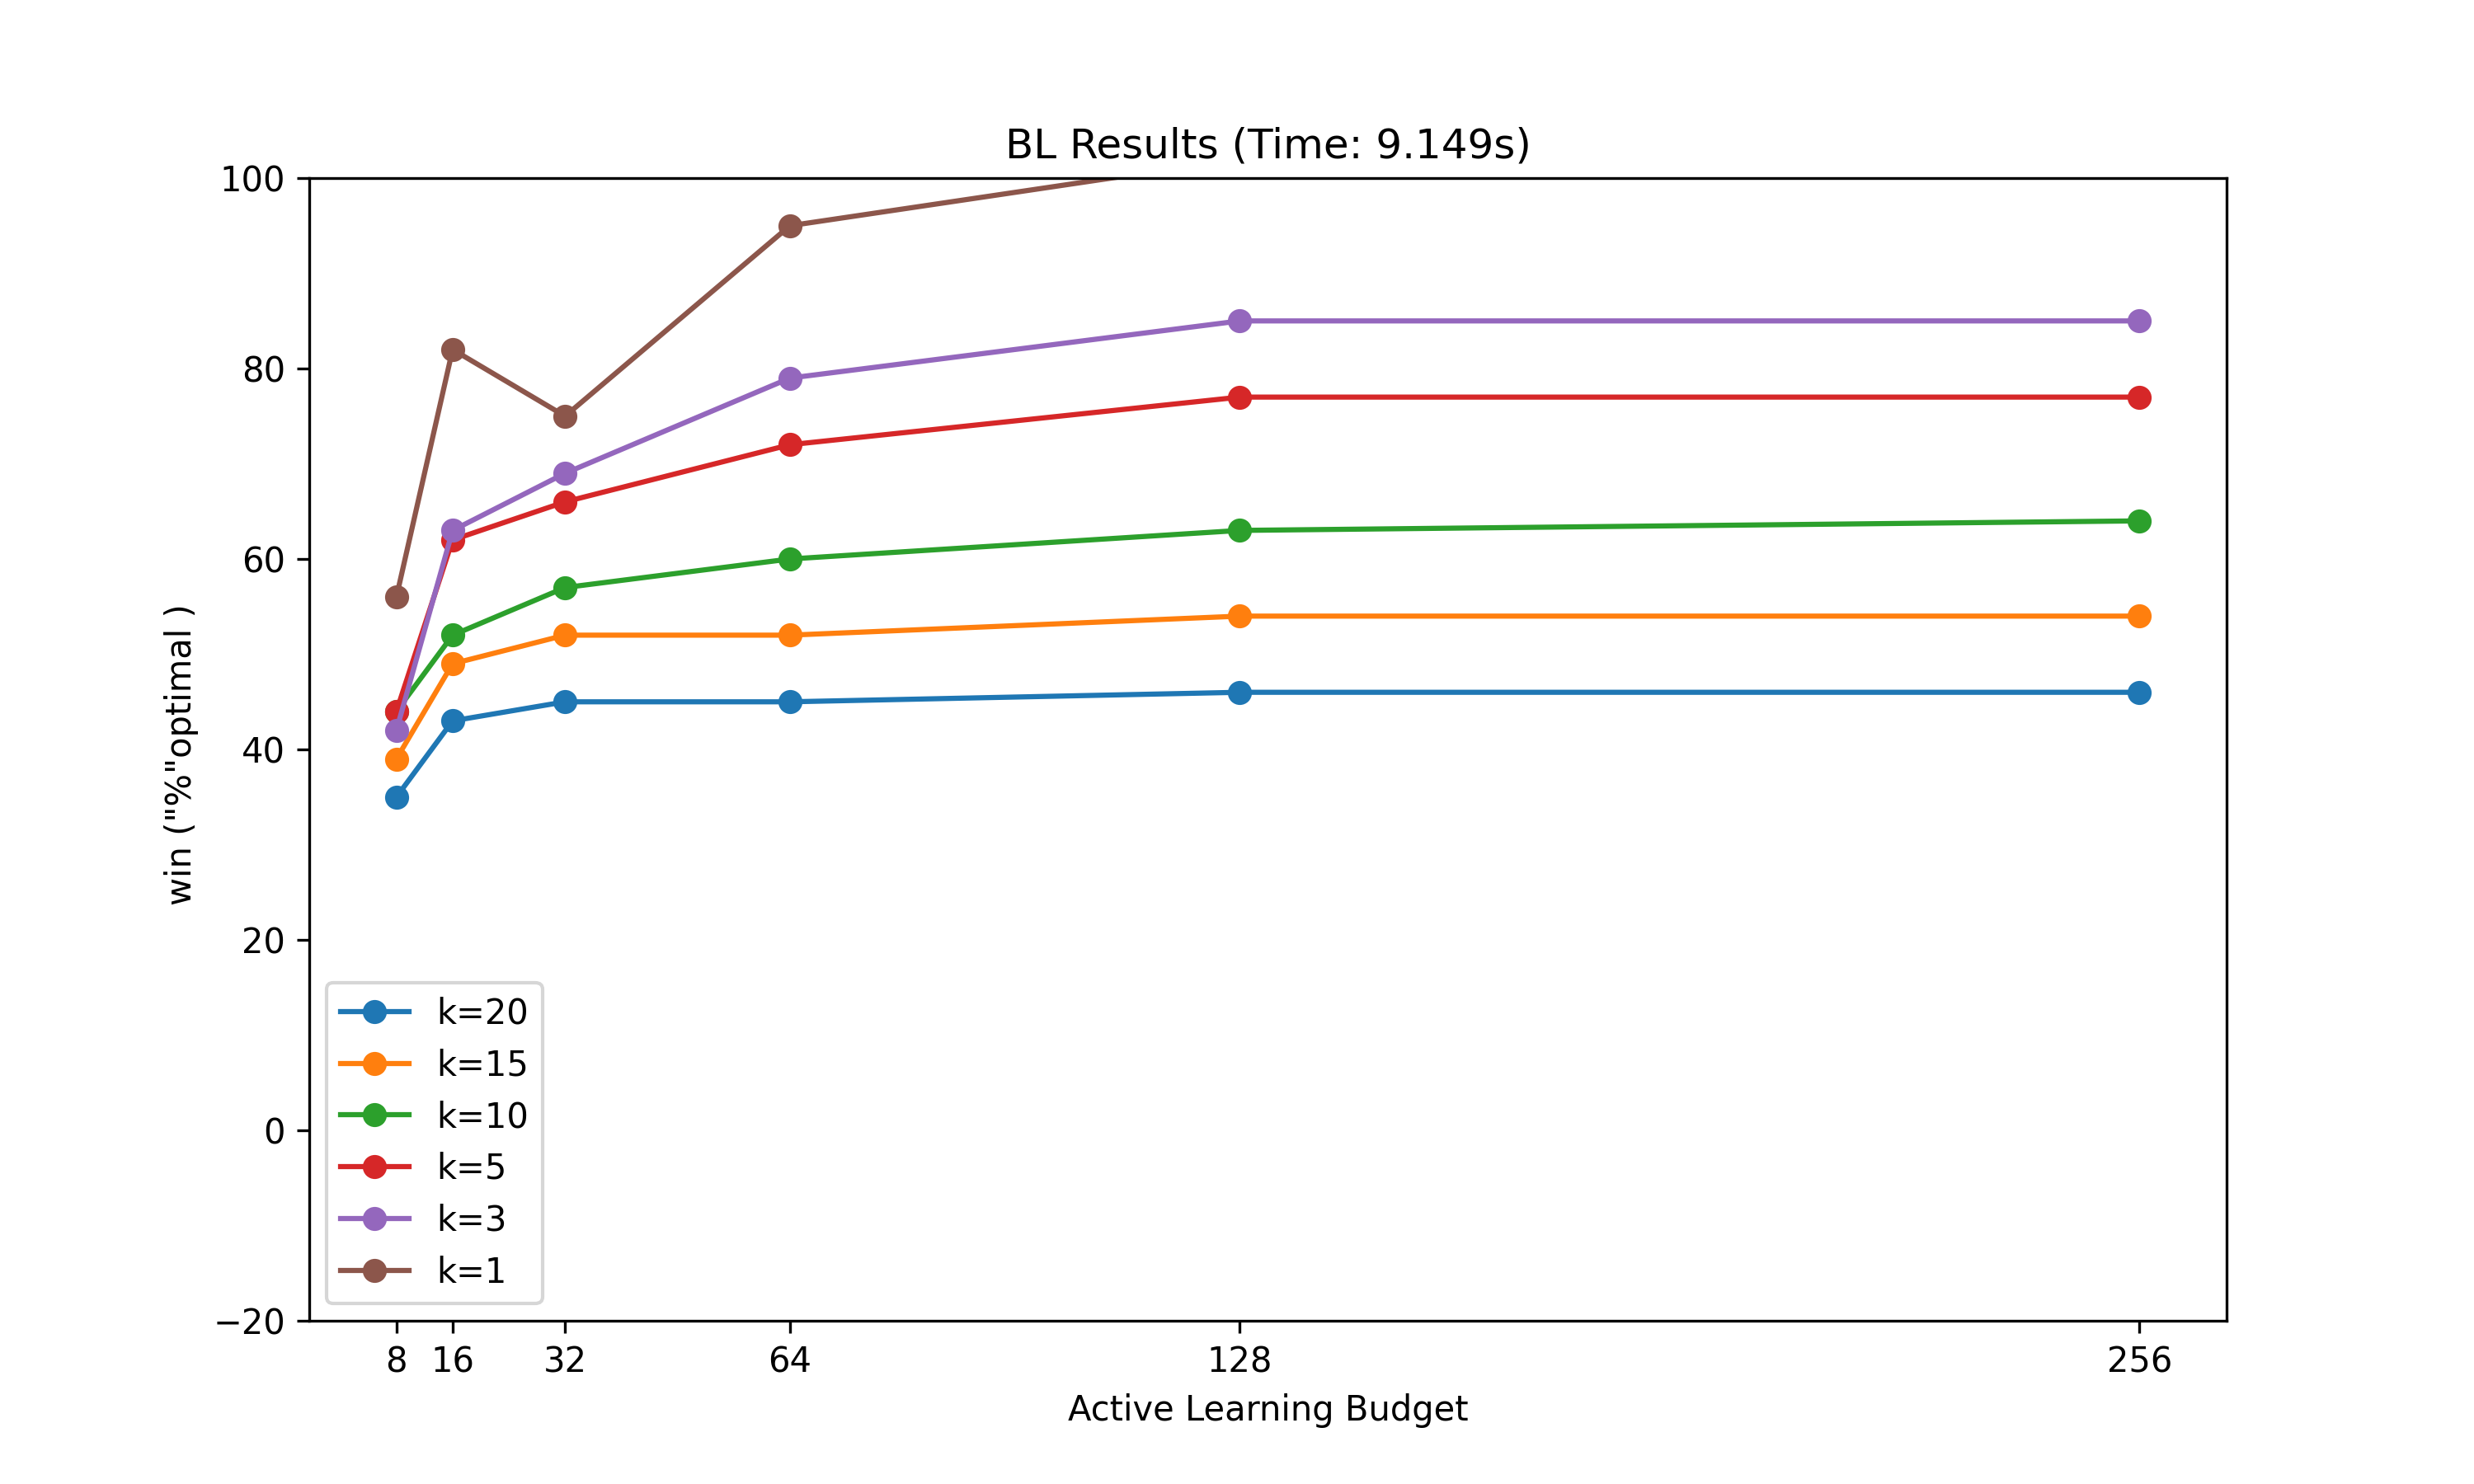 BL Results (Time: 9.149s)
100
80
60
40
20
0
−20
win ("%"optimal )
k=20
k=15
k=10
k=5
k=3
k=1
8 16 32 64 128 256
Active Learning Budget